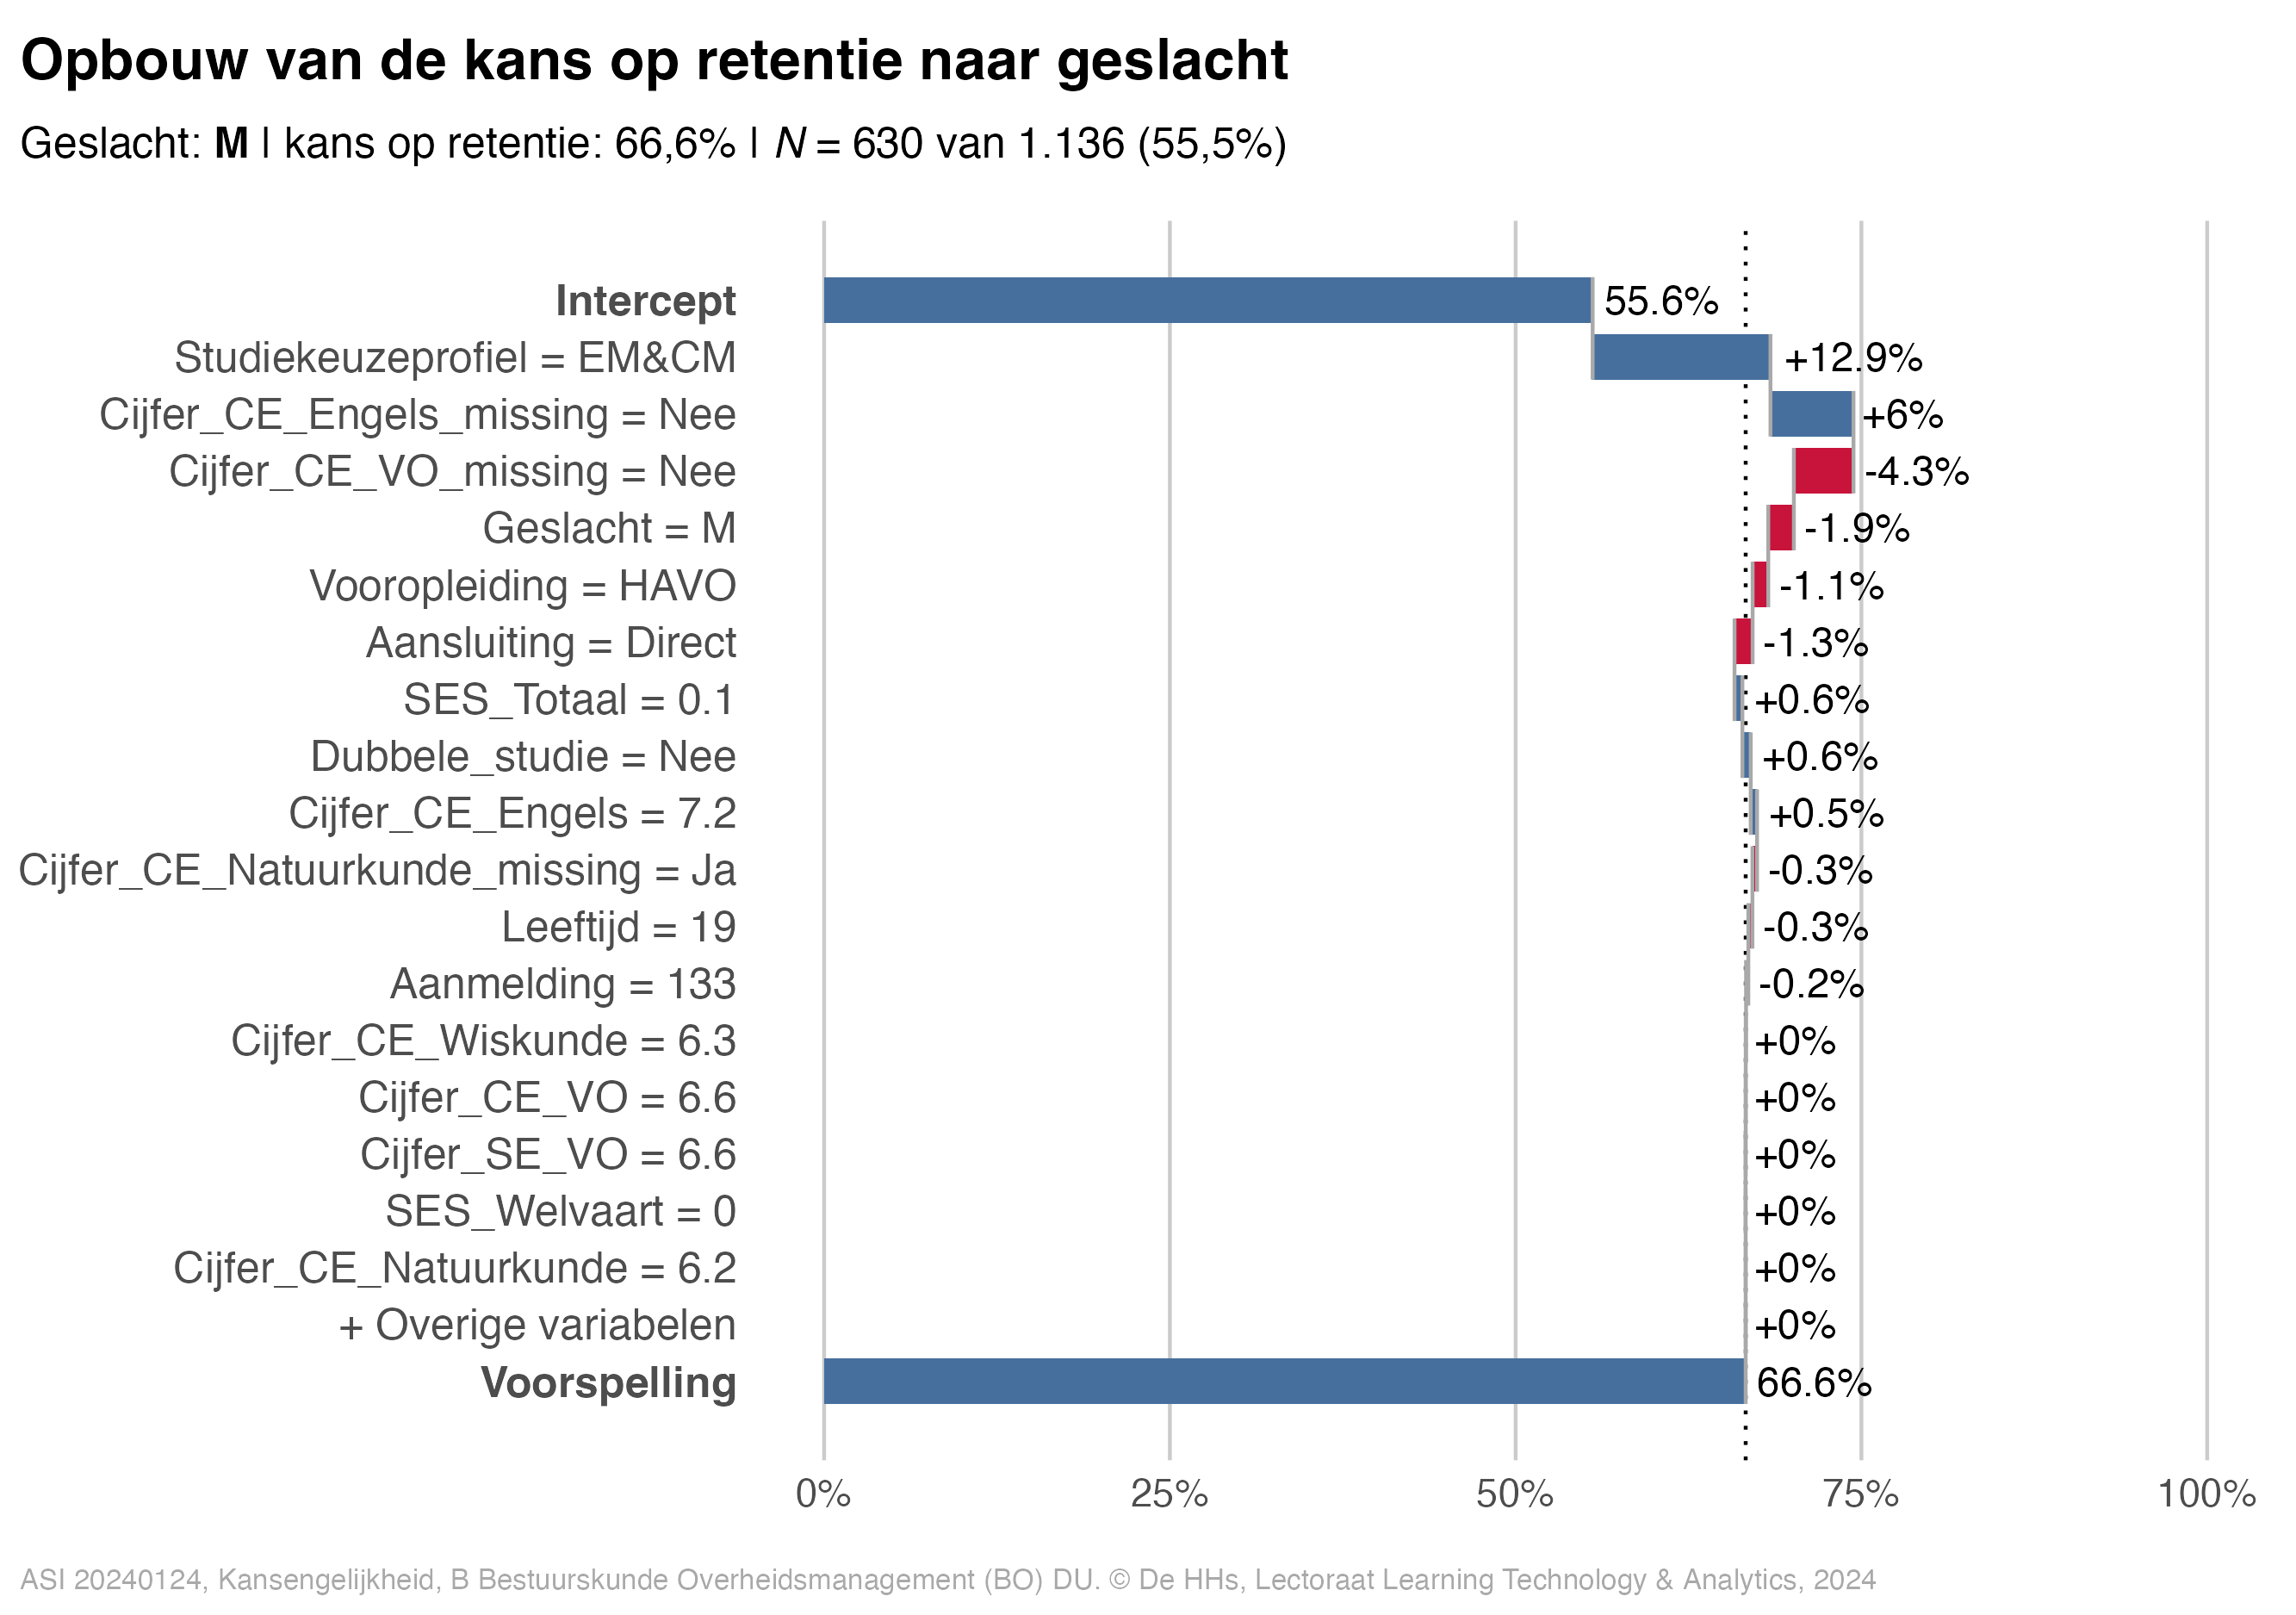 Opbouw van de kans op retentie naar geslacht
Geslacht: M | kans op retentie: 66,6% | N = 630 van 1.136 (55,5%)
Intercept 55.6%
Studiekeuzeprofiel = EM&CM +12.9%
Cijfer_CE_Engels_missing = Nee +6%
Cijfer_CE_VO_missing = Nee -4.3%
Geslacht = M -1.9%
Vooropleiding = HAVO -1.1%
Aansluiting = Direct -1.3%
SES_Totaal = 0.1 +0.6%
Dubbele_studie = Nee +0.6%
Cijfer_CE_Engels = 7.2 +0.5%
Cijfer_CE_Natuurkunde_missing = Ja -0.3%
Leeftijd = 19 -0.3%
Aanmelding = 133 -0.2%
Cijfer_CE_Wiskunde = 6.3 +0%
Cijfer_CE_VO = 6.6 +0%
Cijfer_SE_VO = 6.6 +0%
SES_Welvaart = 0 +0%
Cijfer_CE_Natuurkunde = 6.2 +0%
+ Overige variabelen +0%
Voorspelling 66.6%
0% 25% 50% 75% 100%
ASI 20240124, Kansengelijkheid, B Bestuurskunde Overheidsmanagement (BO) DU. © De HHs, Lectoraat Learning Technology & Analytics, 2024